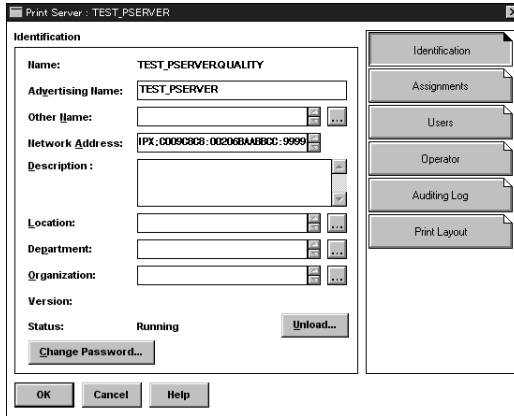 Print Server : TEST_PSERVER
Identification
Name: TEST_PSERVER.QUALITY
Advertising Name: TEST_PSERVER
Other Name: ...
Network Address: IPX;C009C8C8:00206BAABBCC:9999
Description :
Location: ...
Department: ...
Organization: ...
Version:
Status: Running
Unload...
Change Password...
OK Cancel Help
Identification
Assignments
Users
Operator
Auditing Log
Print Layout